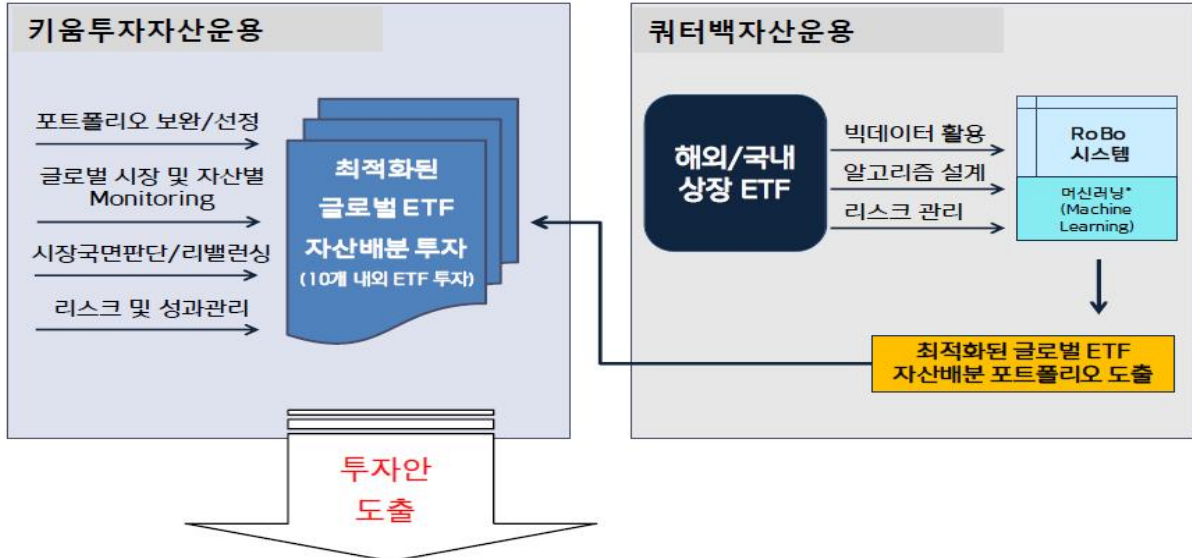 키움투자자산운용
포트폴리오 보완/선정
글로벌 시장 및 자산별
Monitoring
시장국면판단/리밸런싱
리스크 및 성과관리
최적화된
글로벌 ETF
자산배분 투자
(10개 내외 ETF 투자)
투자안
도출
쿼터백자산운용
해외/국내
상장 ETF
빅데이터 활용
알고리즘 설계
리스크 관리
RoBo
시스템
머신러닝*
(Machine
Learning)
최적화된 글로벌 ETF
자산배분 포트폴리오 도출